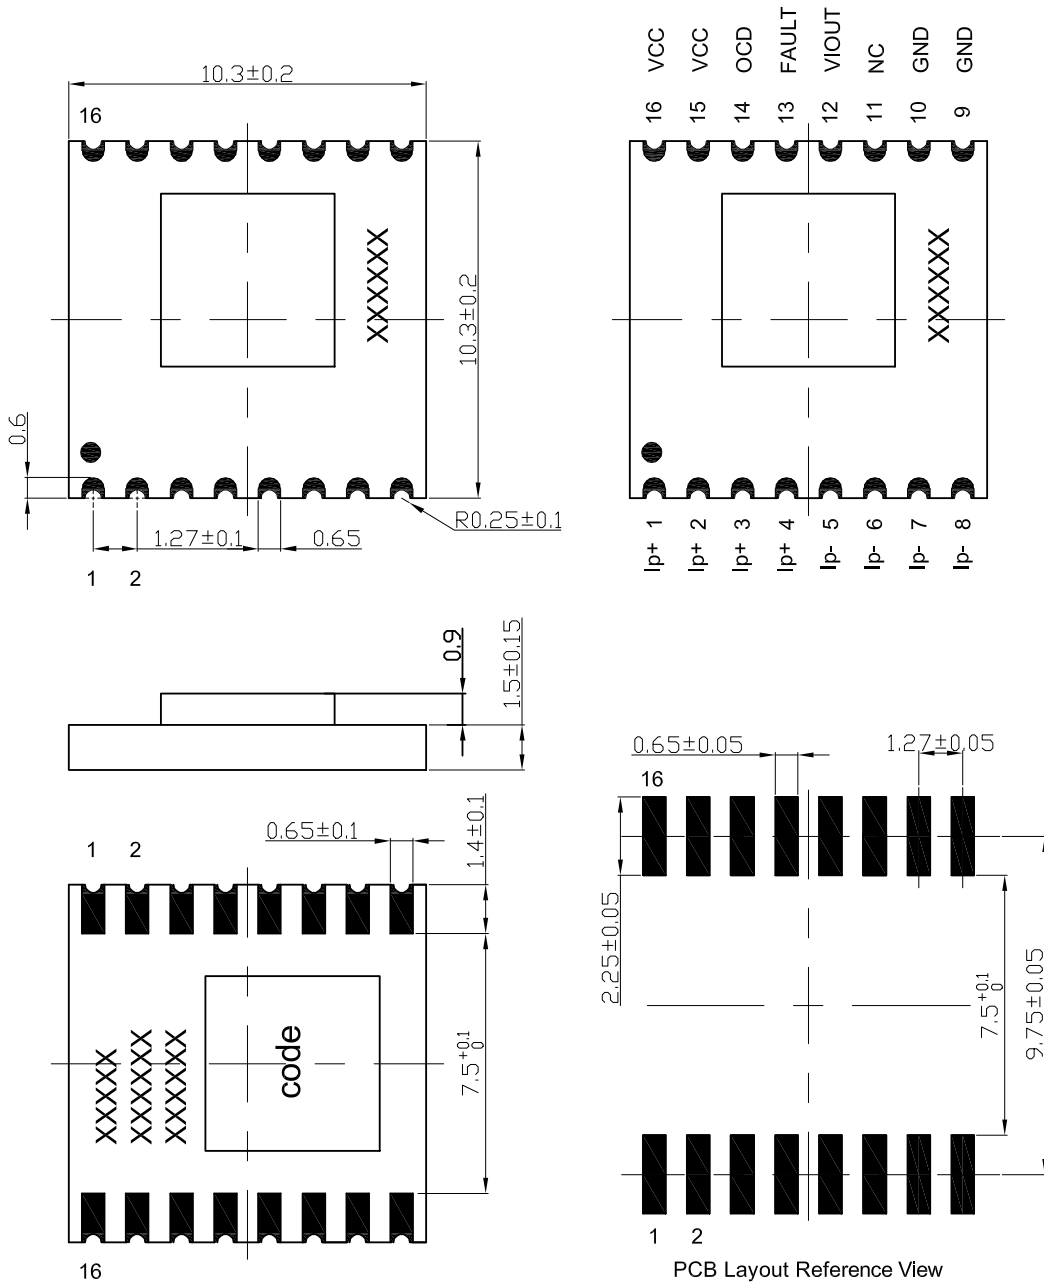 10.3±0.2
16
XXXXXX
10.3±0.2
0.6
R0.25±0.1
1.27±0.1
0.65
1 2
VCC VCC OCD FAULT VIOUT NC GND GND
16 15 14 13 12 11 10 9
XXXXXX
1 2 3 4 5 6 7 8
Ip+ Ip+ Ip+ Ip+ Ip- Ip- Ip- Ip-
0.9
1.5±0.15
0.65±0.1
1.4±0.1
1 2
XXXXX
XXXXXX
XXXXXX
code
7.5+0.1 0
16
0.65±0.05
1.27±0.05
16
2.25±0.05
7.5+0.1 0
9.75±0.05
1 2
PCB Layout Reference View